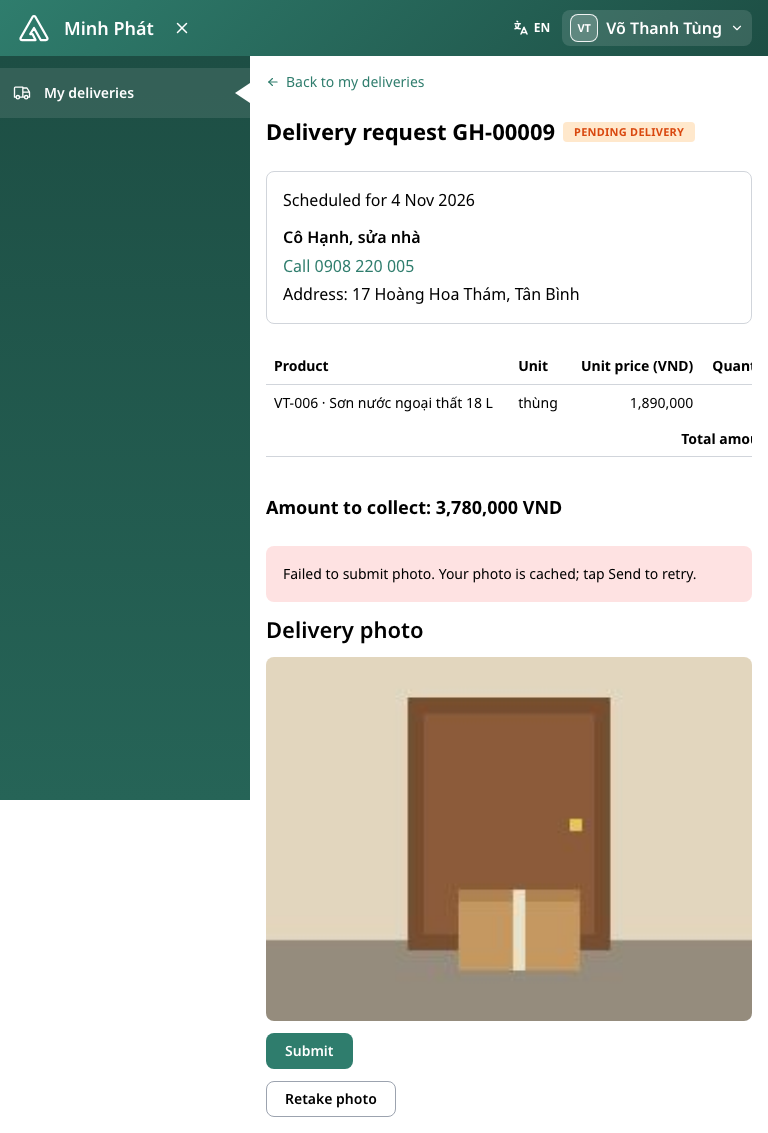 Minh Phát
EN
VT
Võ Thanh Tùng
My deliveries
Back to my deliveries
Delivery request GH-00009
PENDING DELIVERY
Scheduled for 4 Nov 2026
Cô Hạnh, sửa nhà
Call 0908 220 005
Address: 17 Hoàng Hoa Thám, Tân Bình
Product Unit Unit price (VND) Quant
VT-006 · Sơn nước ngoại thất 18 L thùng 1,890,000
Total amou
Amount to collect: 3,780,000 VND
Failed to submit photo. Your photo is cached; tap Send to retry.
Delivery photo
Submit
Retake photo